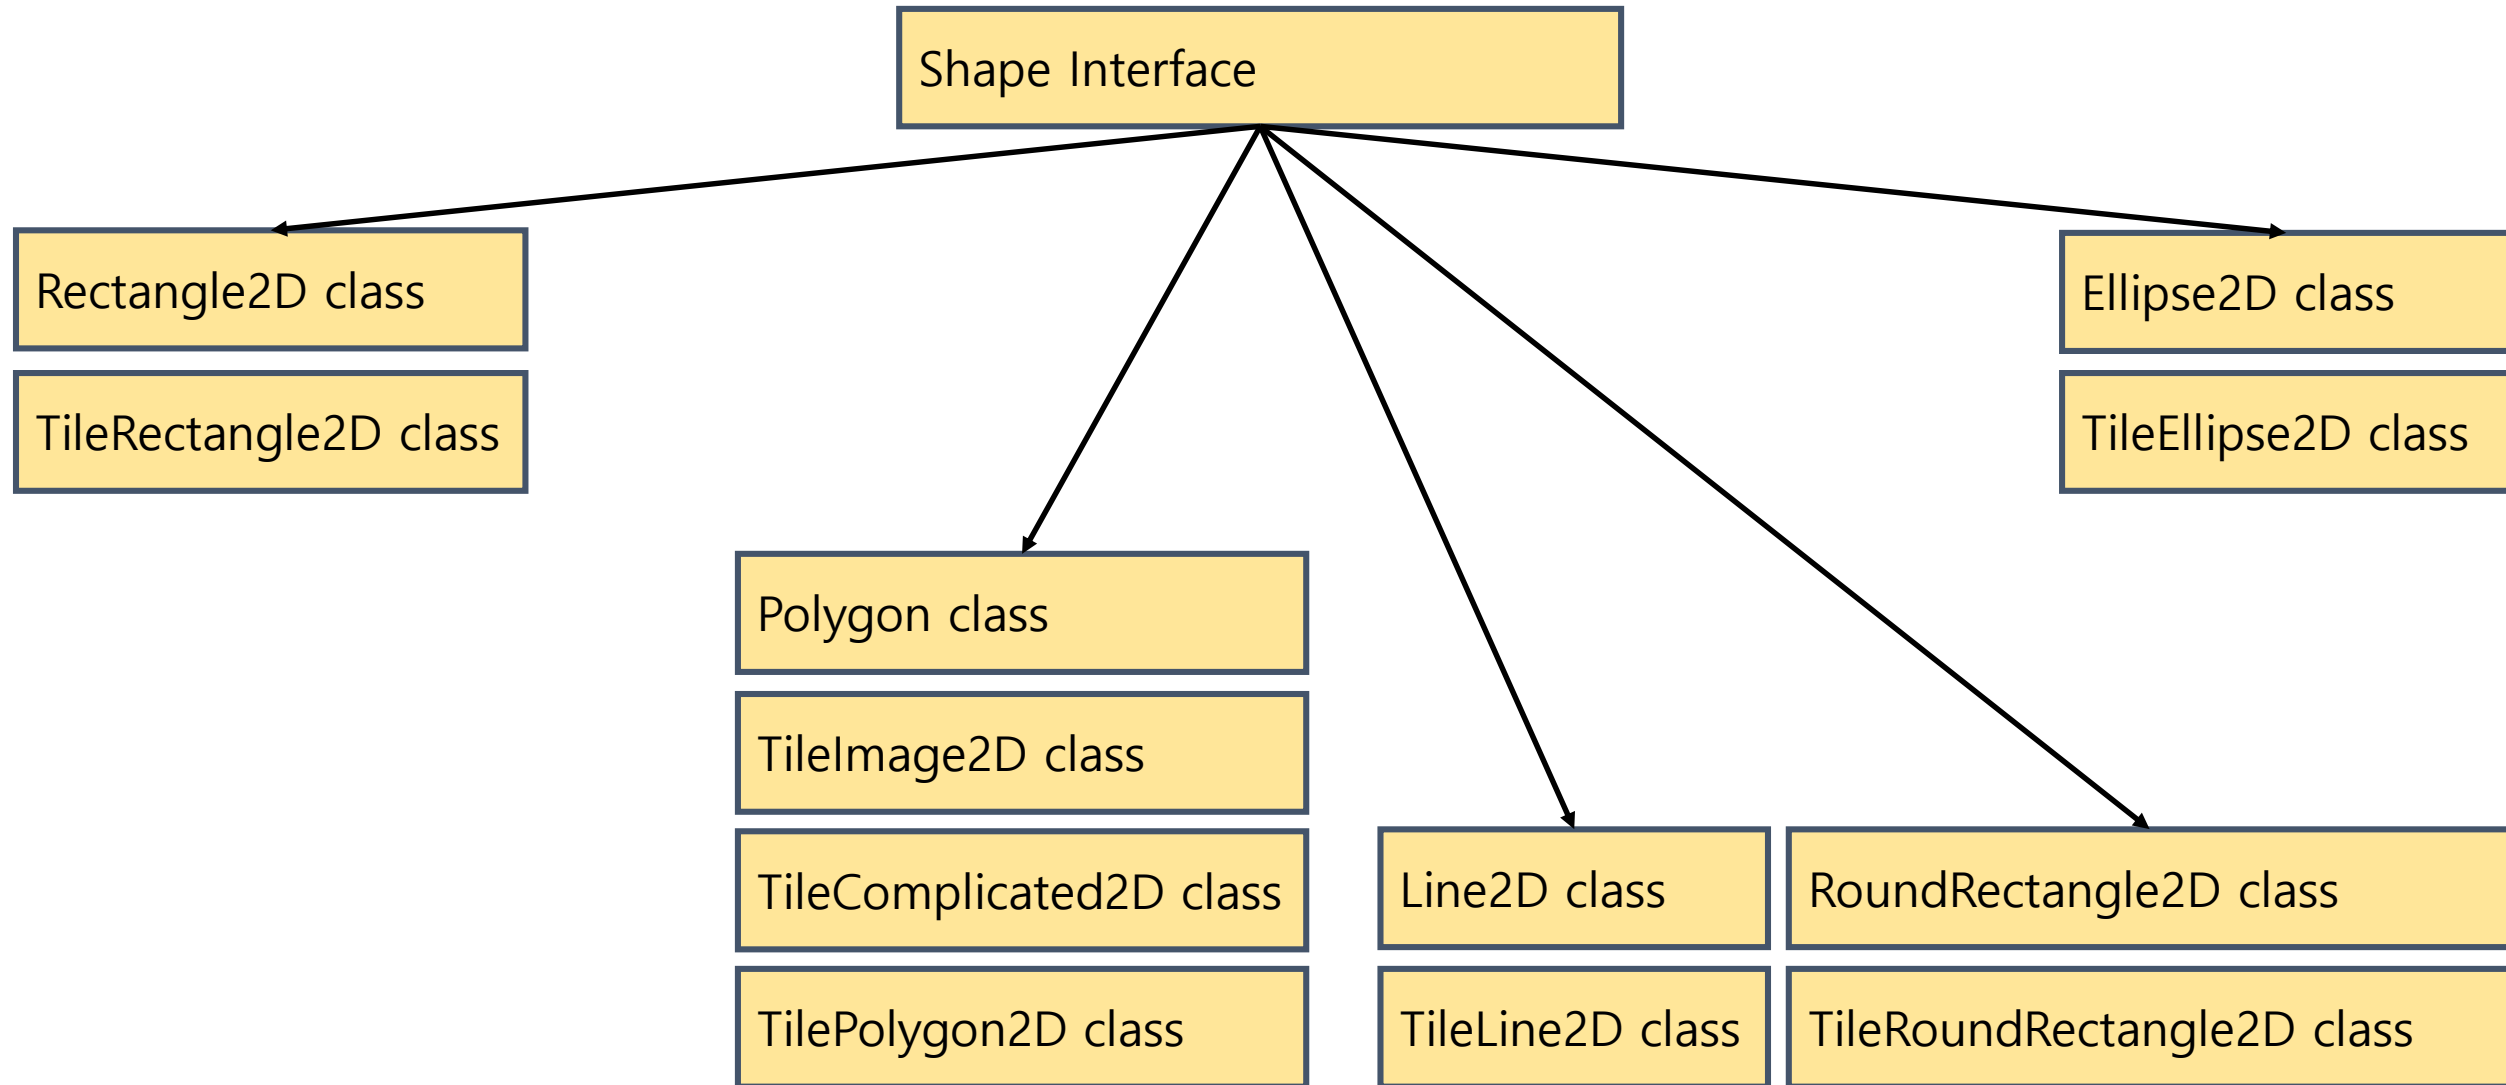 Shape Interface
Rectangle2D class
TileRectangle2D class
Ellipse2D class
TileEllipse2D class
Polygon class
TileImage2D class
TileComplicated2D class
TilePolygon2D class
Line2D class
TileLine2D class
RoundRectangle2D class
TileRoundRectangle2D class